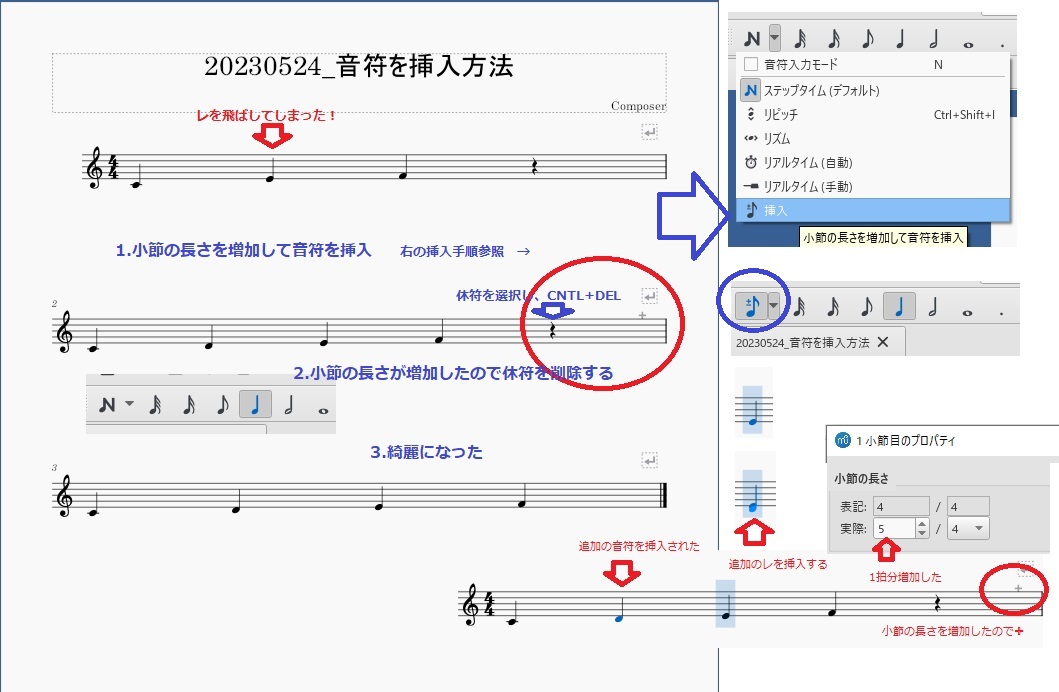 20230524_音符を挿入方法
Composer
レを飛ばしてしまった！
1.小節の長さを増加して音符を挿入 右の挿入手順参照 →
2
休符を選択し、CNTL+DEL
2.小節の長さが増加したので休符を削除する
3.綺麗になった
3
音符入力モード N
ステップタイム (デフォルト)
リピッチ Ctrl+Shift+I
リズム
リアルタイム (自動)
リアルタイム (手動)
挿入
小節の長さを増加して音符を挿入
20230524_音符を挿入方法
1 小節目のプロパティ
小節の長さ
表記: 4 / 4
実際: 5 / 4
追加のレを挿入する
1拍分増加した
追加の音符を挿入された
小節の長さを増加したので✚